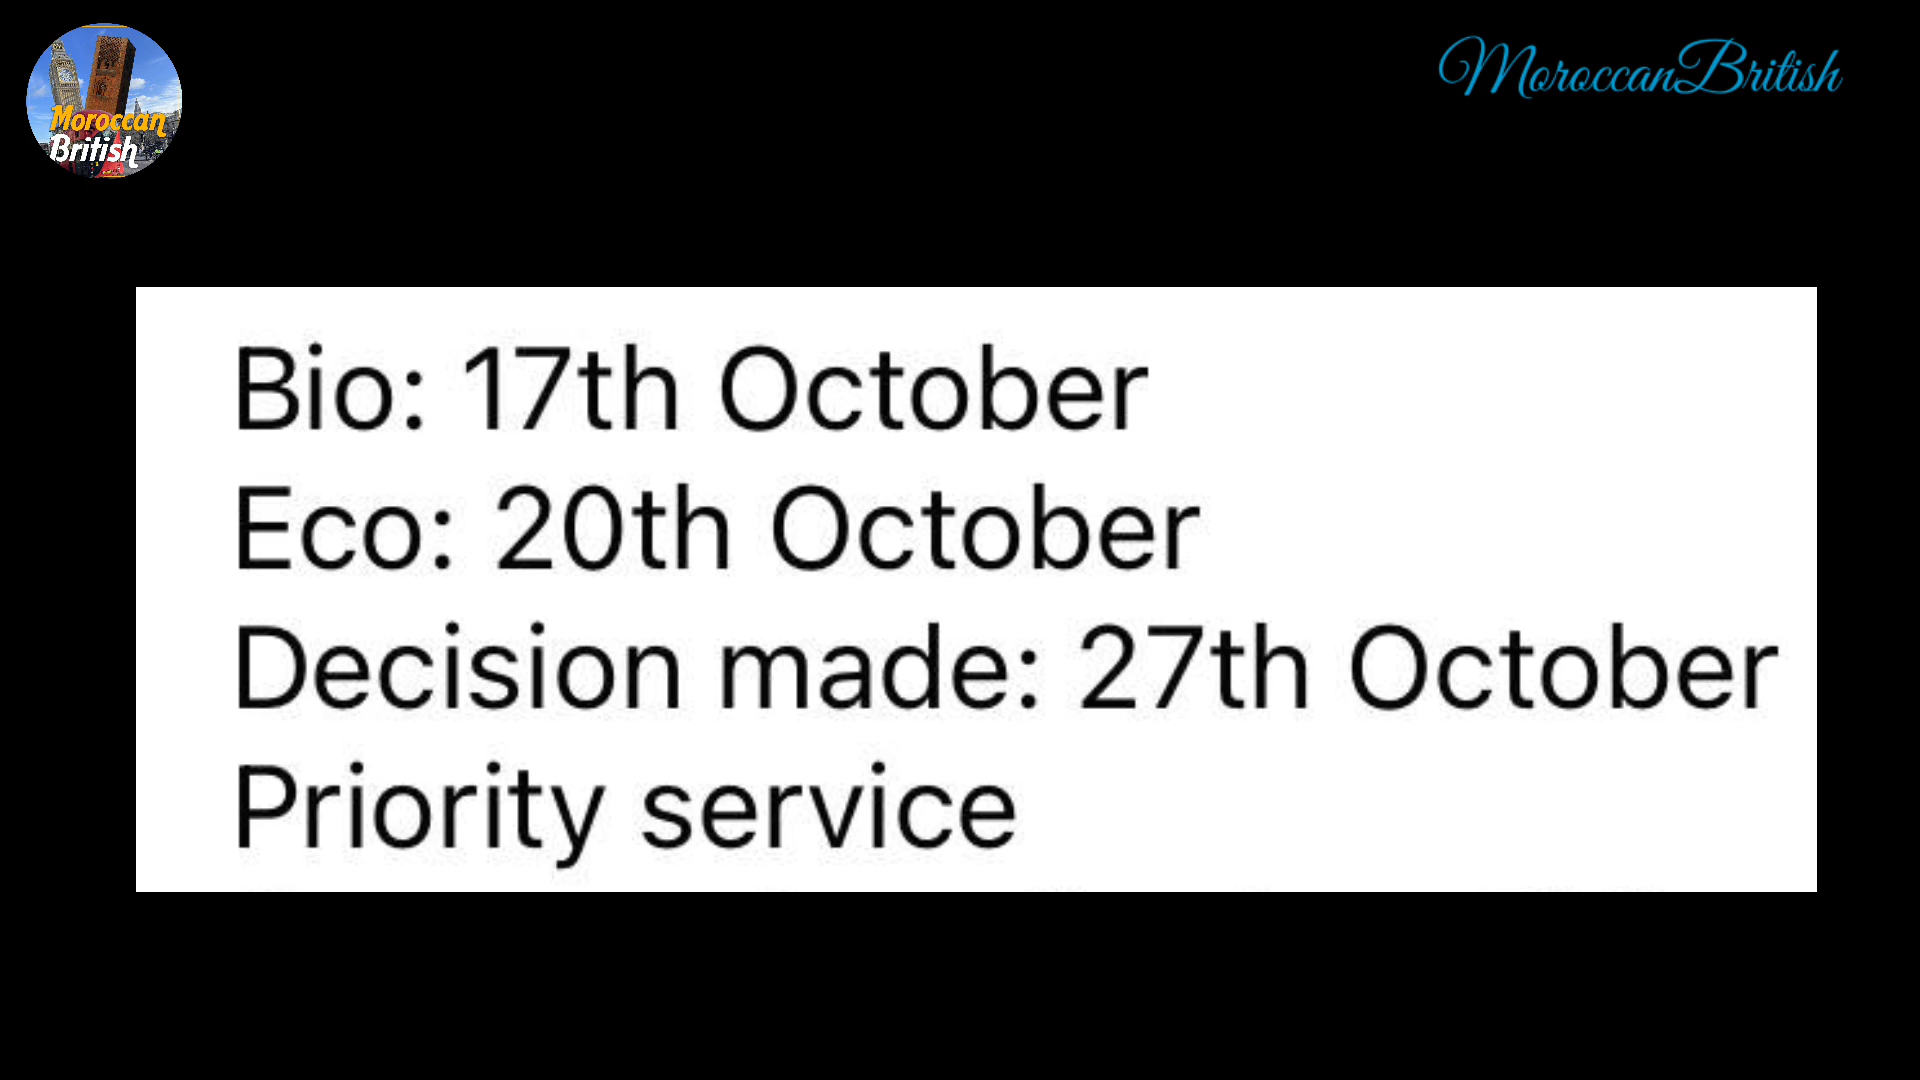 Moroccan
British
MoroccanBritish
Bio: 17th October
Eco: 20th October
Decision made: 27th October
Priority service